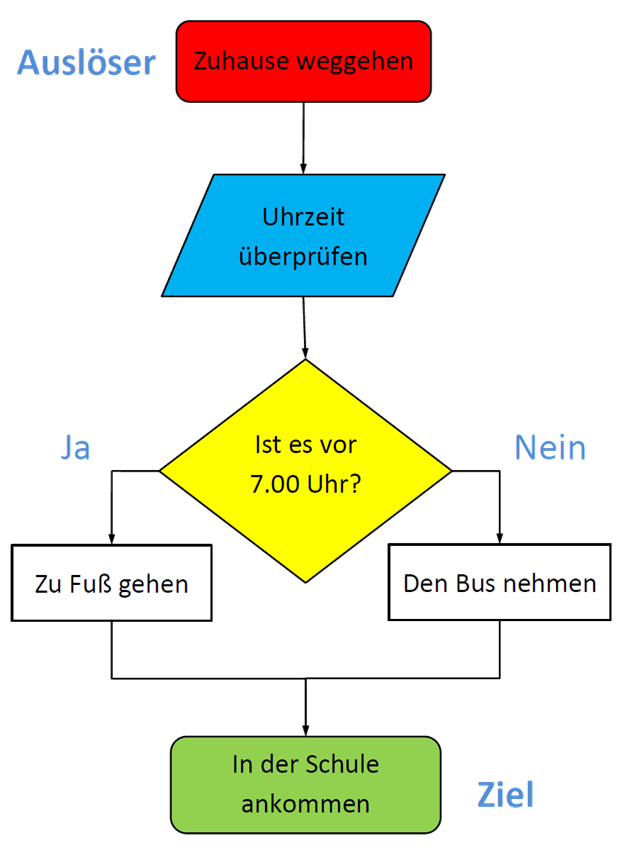 Auslöser
Zuhause weggehen
Uhrzeit
überprüfen
Ist es vor
7.00 Uhr?
Ja
Nein
Zu Fuß gehen
Den Bus nehmen
In der Schule
ankommen
Ziel